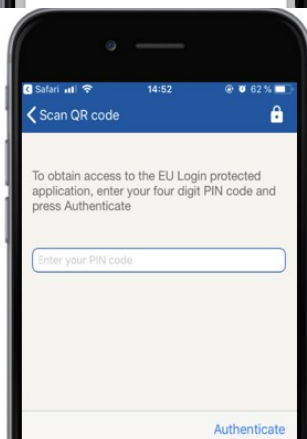 Safari 14:52 62 %
Scan QR code
To obtain access to the EU Login protected
application, enter your four digit PIN code and
press Authenticate
Enter your PIN code
Authenticate